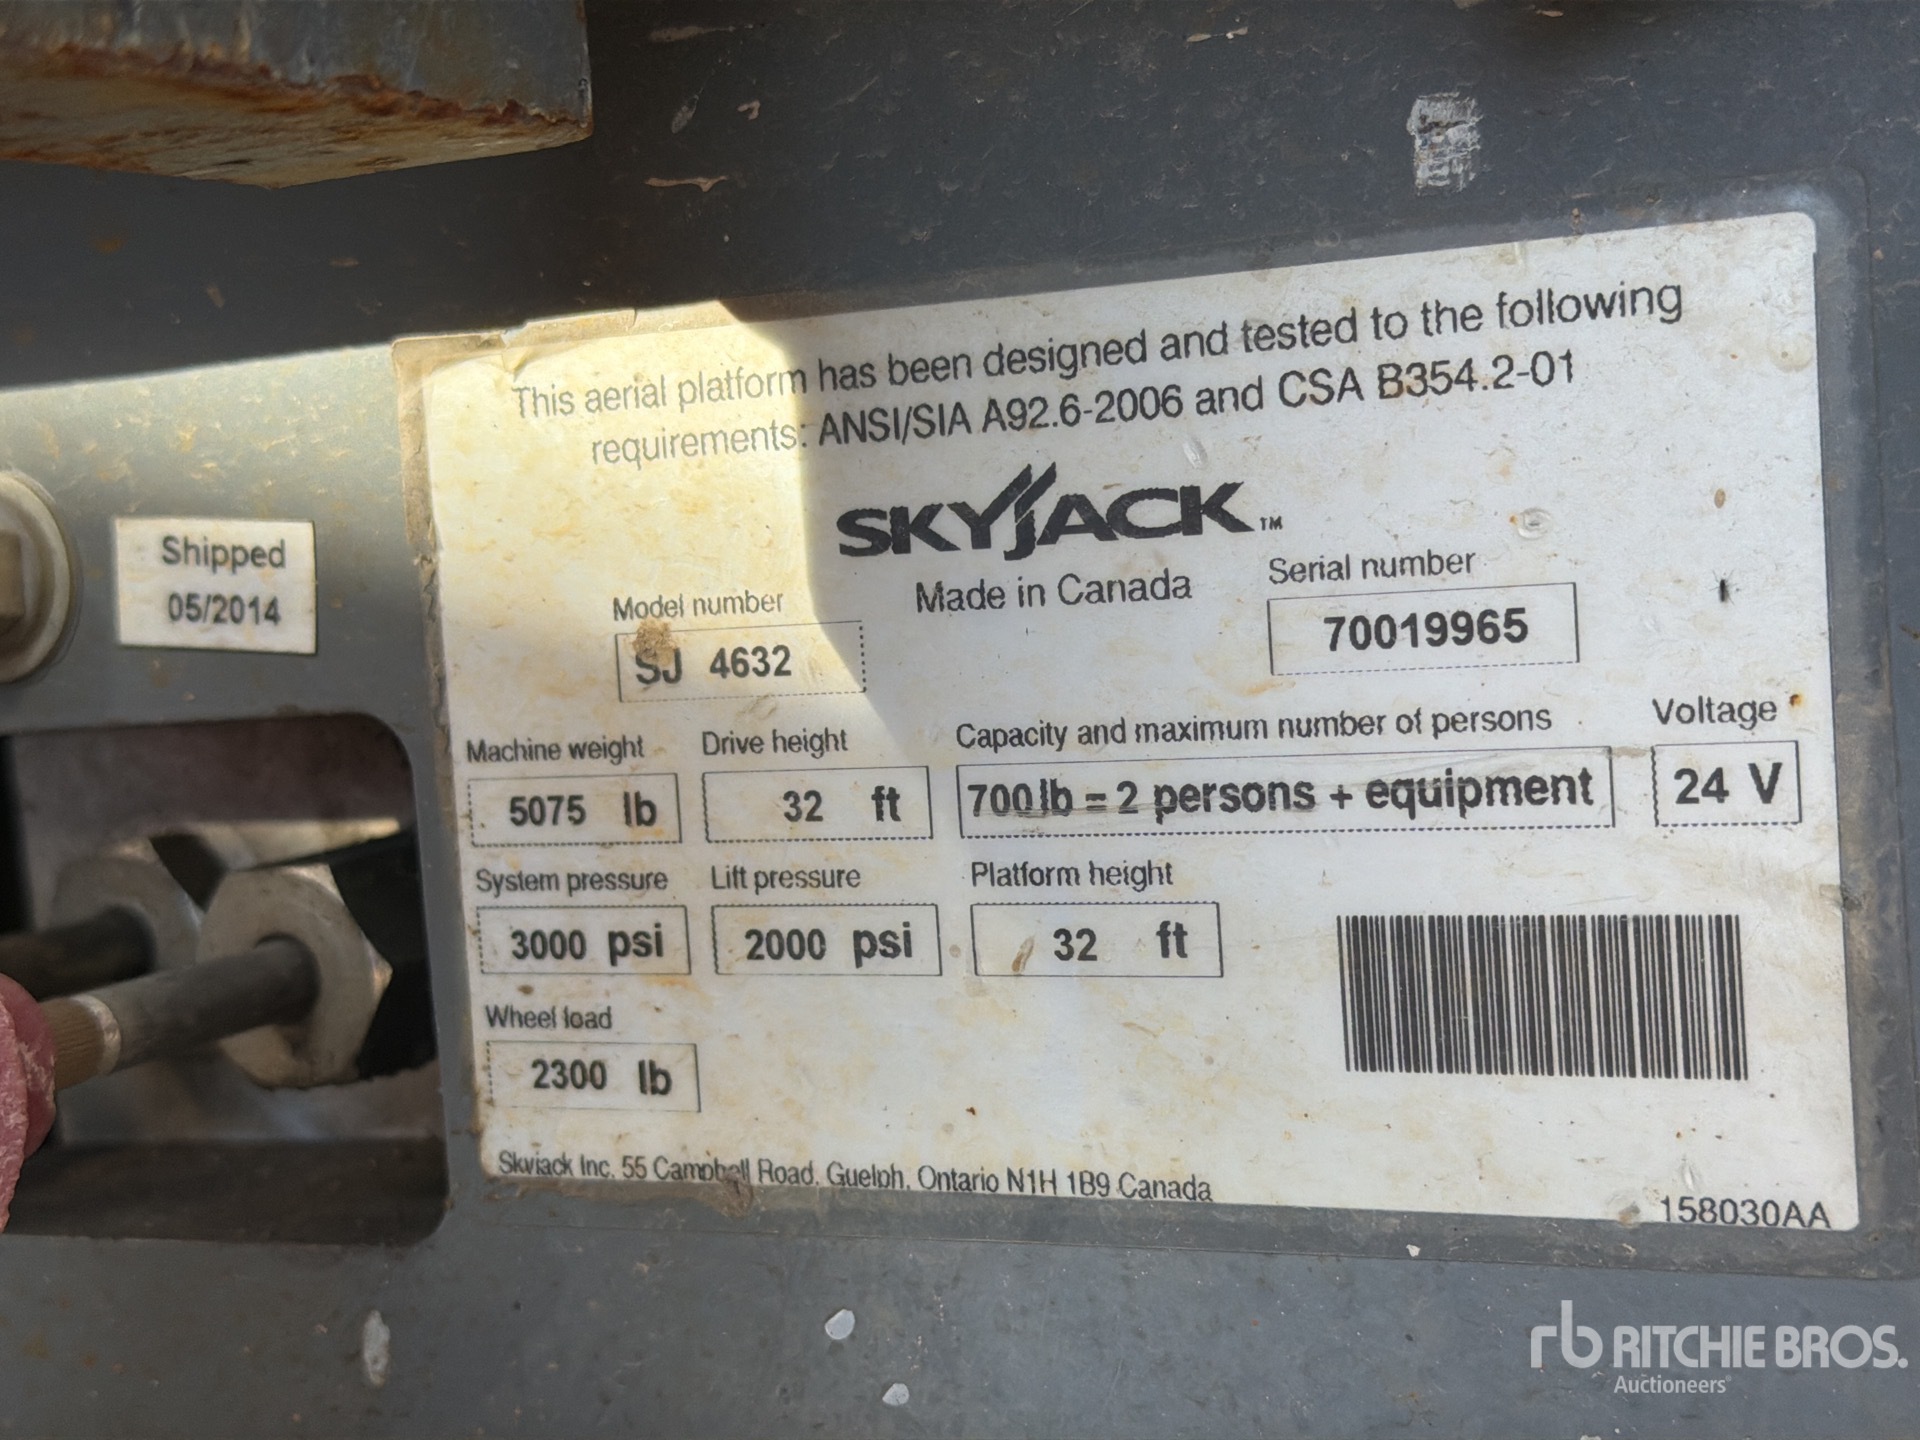 This aerial platform has been designed and tested to the following
requirements: ANSI/SIA A92.6-2006 and CSA B354.2-01
SKYJACK™
Made in Canada
Shipped
05/2014
Model number
SJ 4632
Serial number
70019965
Machine weight
5075 lb
Drive height
32 ft
Capacity and maximum number of persons
700 lb = 2 persons + equipment
Voltage
24 V
System pressure
3000 psi
Lift pressure
2000 psi
Platform height
32 ft
Wheel load
2300 lb
Skyjack Inc. 55 Campbell Road, Guelph, Ontario N1H 1B9 Canada
158030AA
rb RITCHIE BROS.
Auctioneers